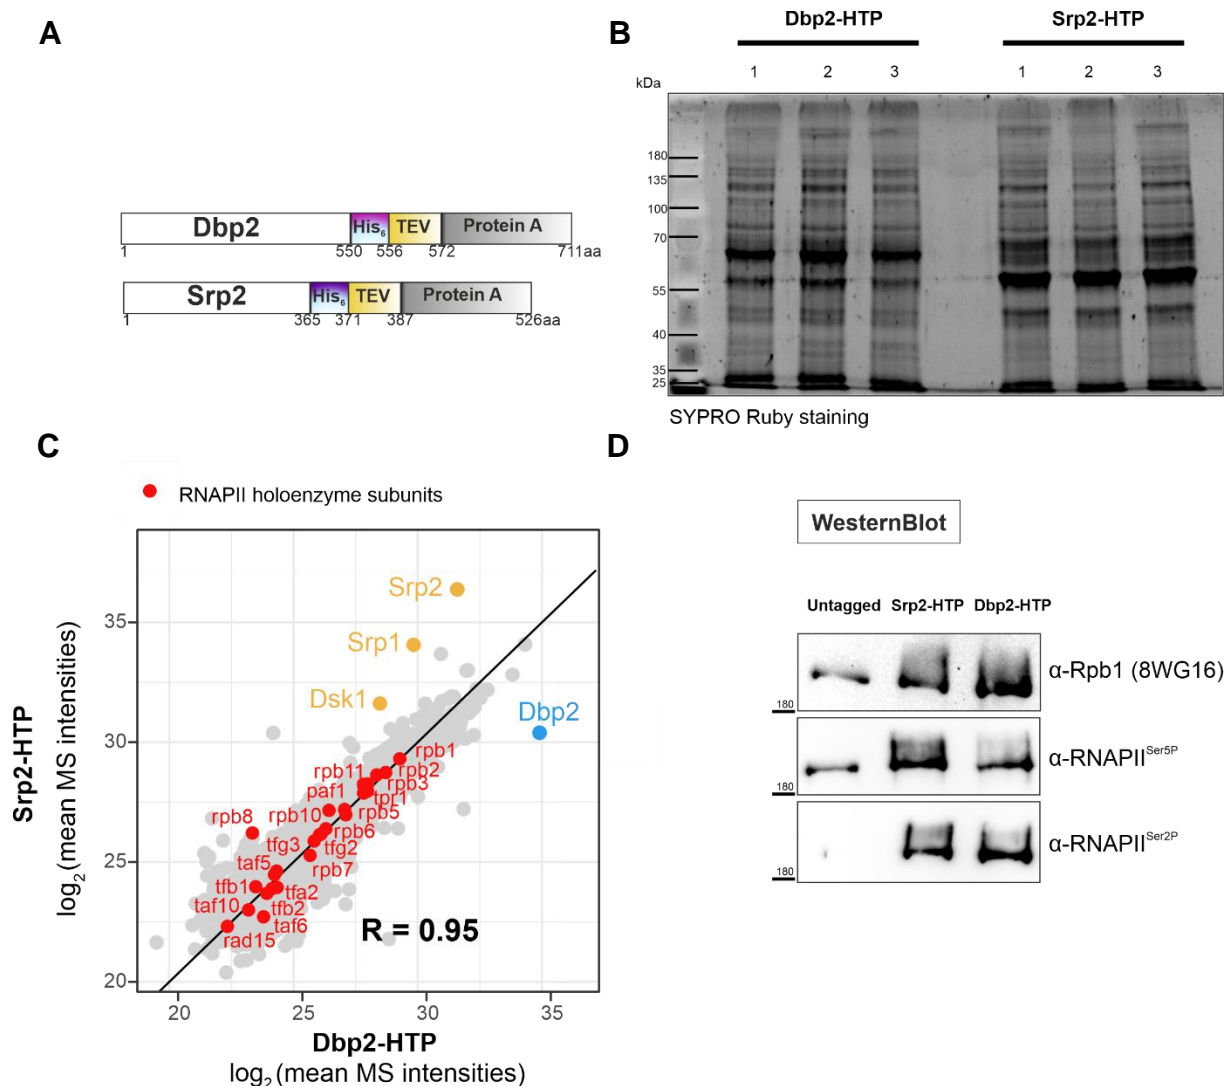 A
Dbp2
His6
TEV
Protein A
1
550
556
572
711aa
Srp2
His6
TEV
Protein A
1
365
371
387
526aa
B
Dbp2-HTP
Srp2-HTP
1
2
3
1
2
3
kDa
180
135
100
70
55
40
35
25
SYPRO Ruby staining
C
RNAPII holoenzyme subunits
Srp2-HTP
log2 (mean MS intensities)
35
30
25
20
Srp2
Srp1
Dsk1
Dbp2
rpb1
rpb11
rpb2
paf1
rpb3
tpr1
rpb8
rpb10
rpb5
rpb6
tfg3
tfg2
rpb7
taf5
tfb1
tfa2
taf10
tfb2
taf6
rad15
R = 0.95
20
25
30
35
Dbp2-HTP
log2 (mean MS intensities)
D
WesternBlot
Untagged Srp2-HTP Dbp2-HTP
180
α-Rpb1 (8WG16)
180
α-RNAPII Ser5P
180
α-RNAPII Ser2P